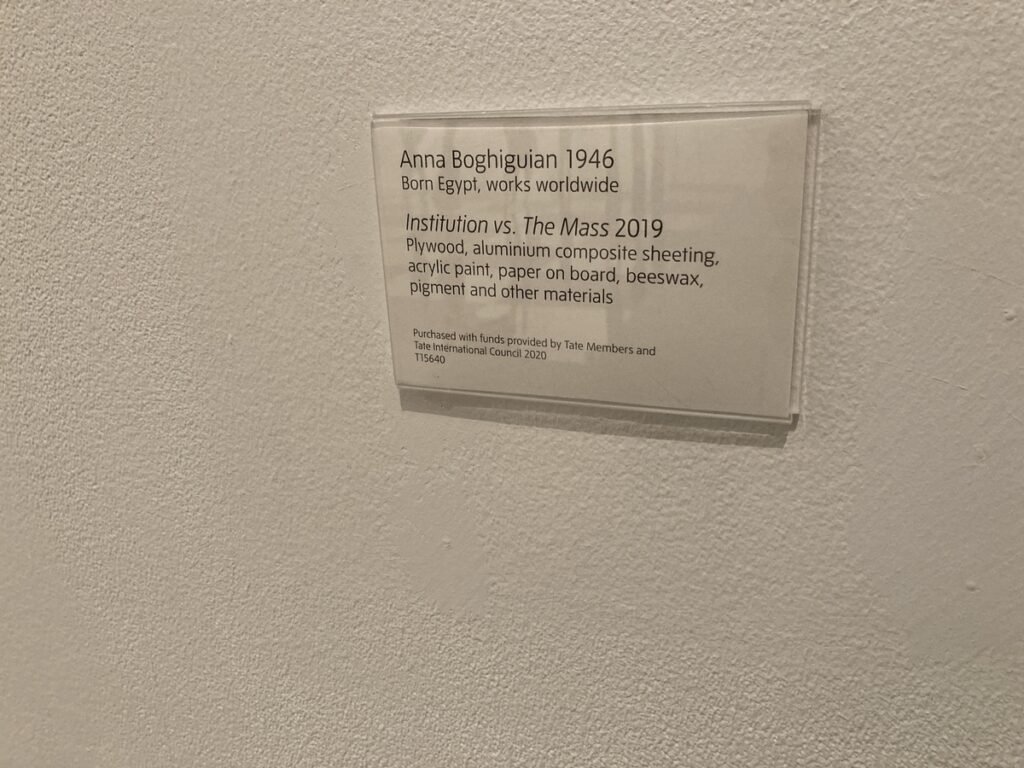 Anna Boghiguian 1946
Born Egypt, works worldwide
Institution vs. The Mass 2019
Plywood, aluminium composite sheeting,
acrylic paint, paper on board, beeswax,
pigment and other materials
Purchased with funds provided by Tate Members and
Tate International Council 2020
T15640